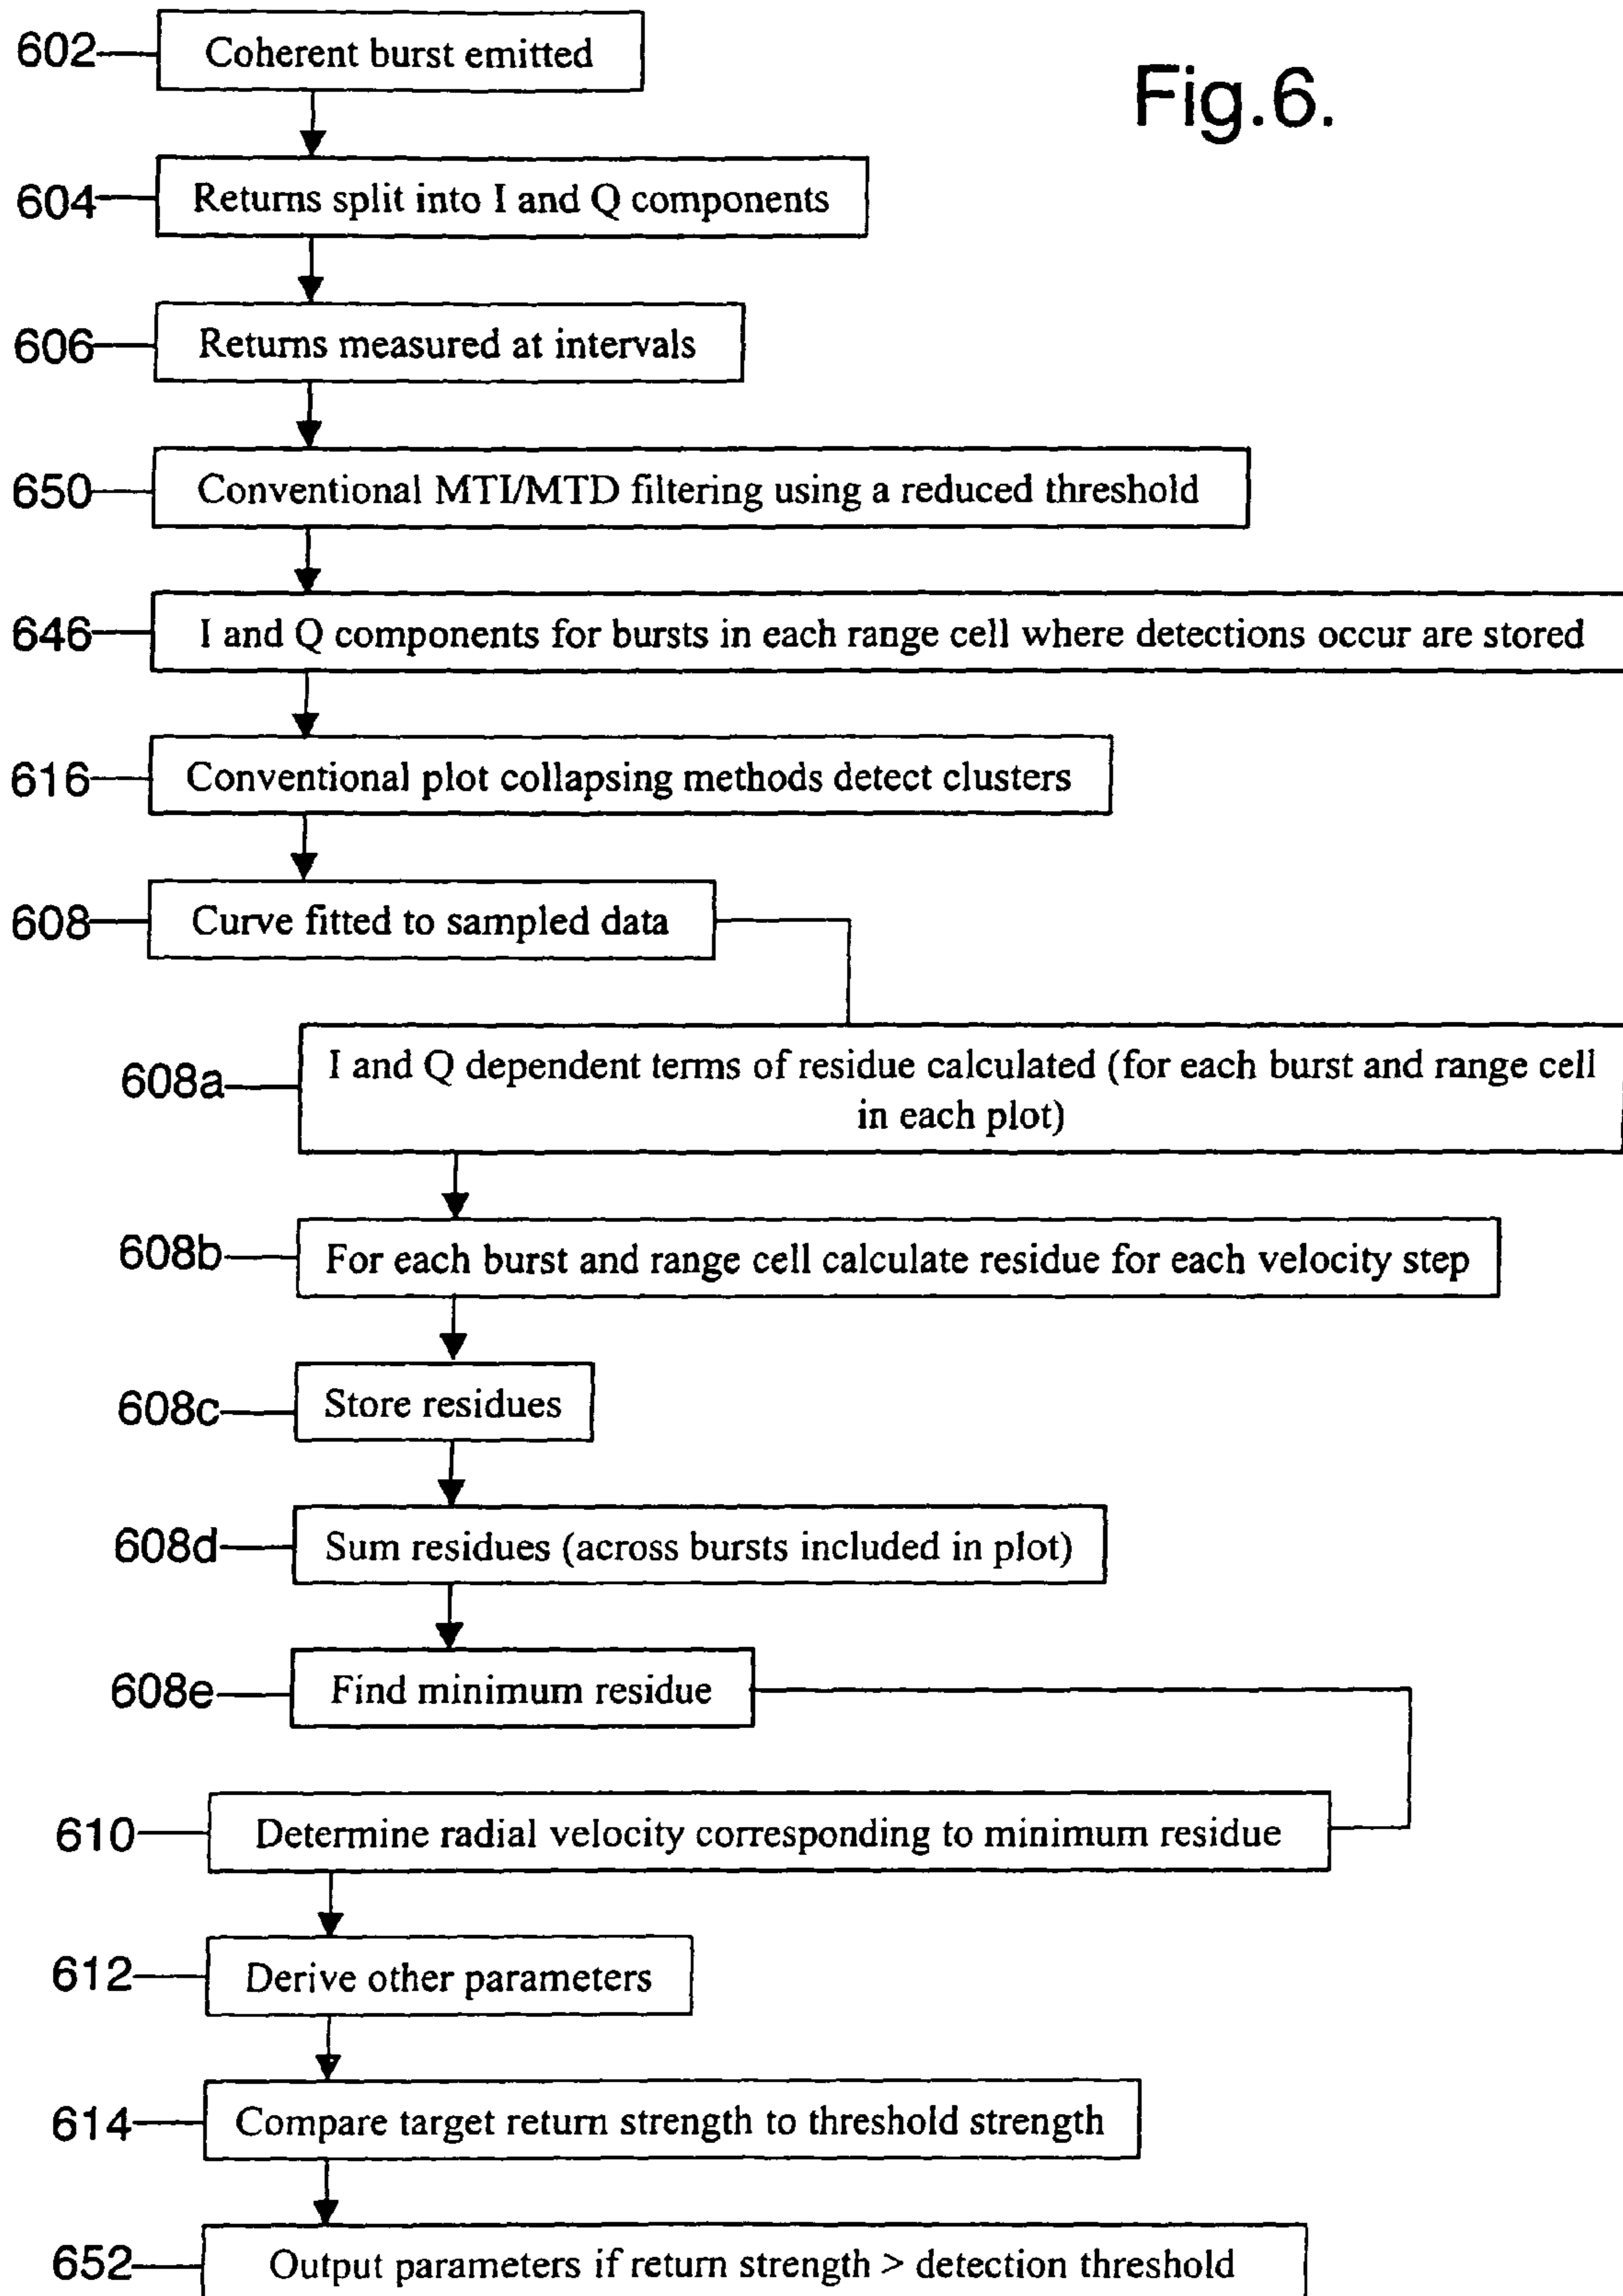 Fig.6.
602 Coherent burst emitted
604 Returns split into I and Q components
606 Returns measured at intervals
650 Conventional MTI/MTD filtering using a reduced threshold
646 I and Q components for bursts in each range cell where detections occur are stored
616 Conventional plot collapsing methods detect clusters
608 Curve fitted to sampled data
608a I and Q dependent terms of residue calculated (for each burst and range cell
in each plot)
608b For each burst and range cell calculate residue for each velocity step
608c Store residues
608d Sum residues (across bursts included in plot)
608e Find minimum residue
610 Determine radial velocity corresponding to minimum residue
612 Derive other parameters
614 Compare target return strength to threshold strength
652 Output parameters if return strength > detection threshold